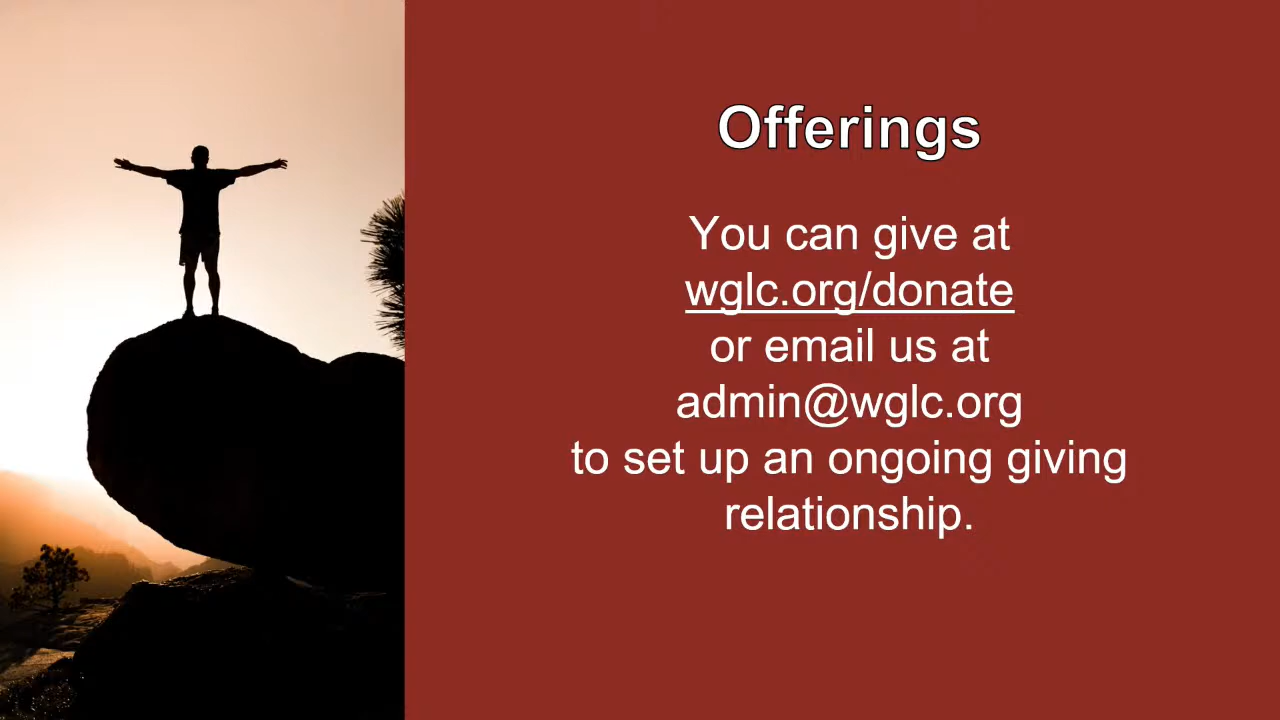 Offerings
You can give at
wglc.org/donate
or email us at
admin@wglc.org
to set up an ongoing giving
relationship.